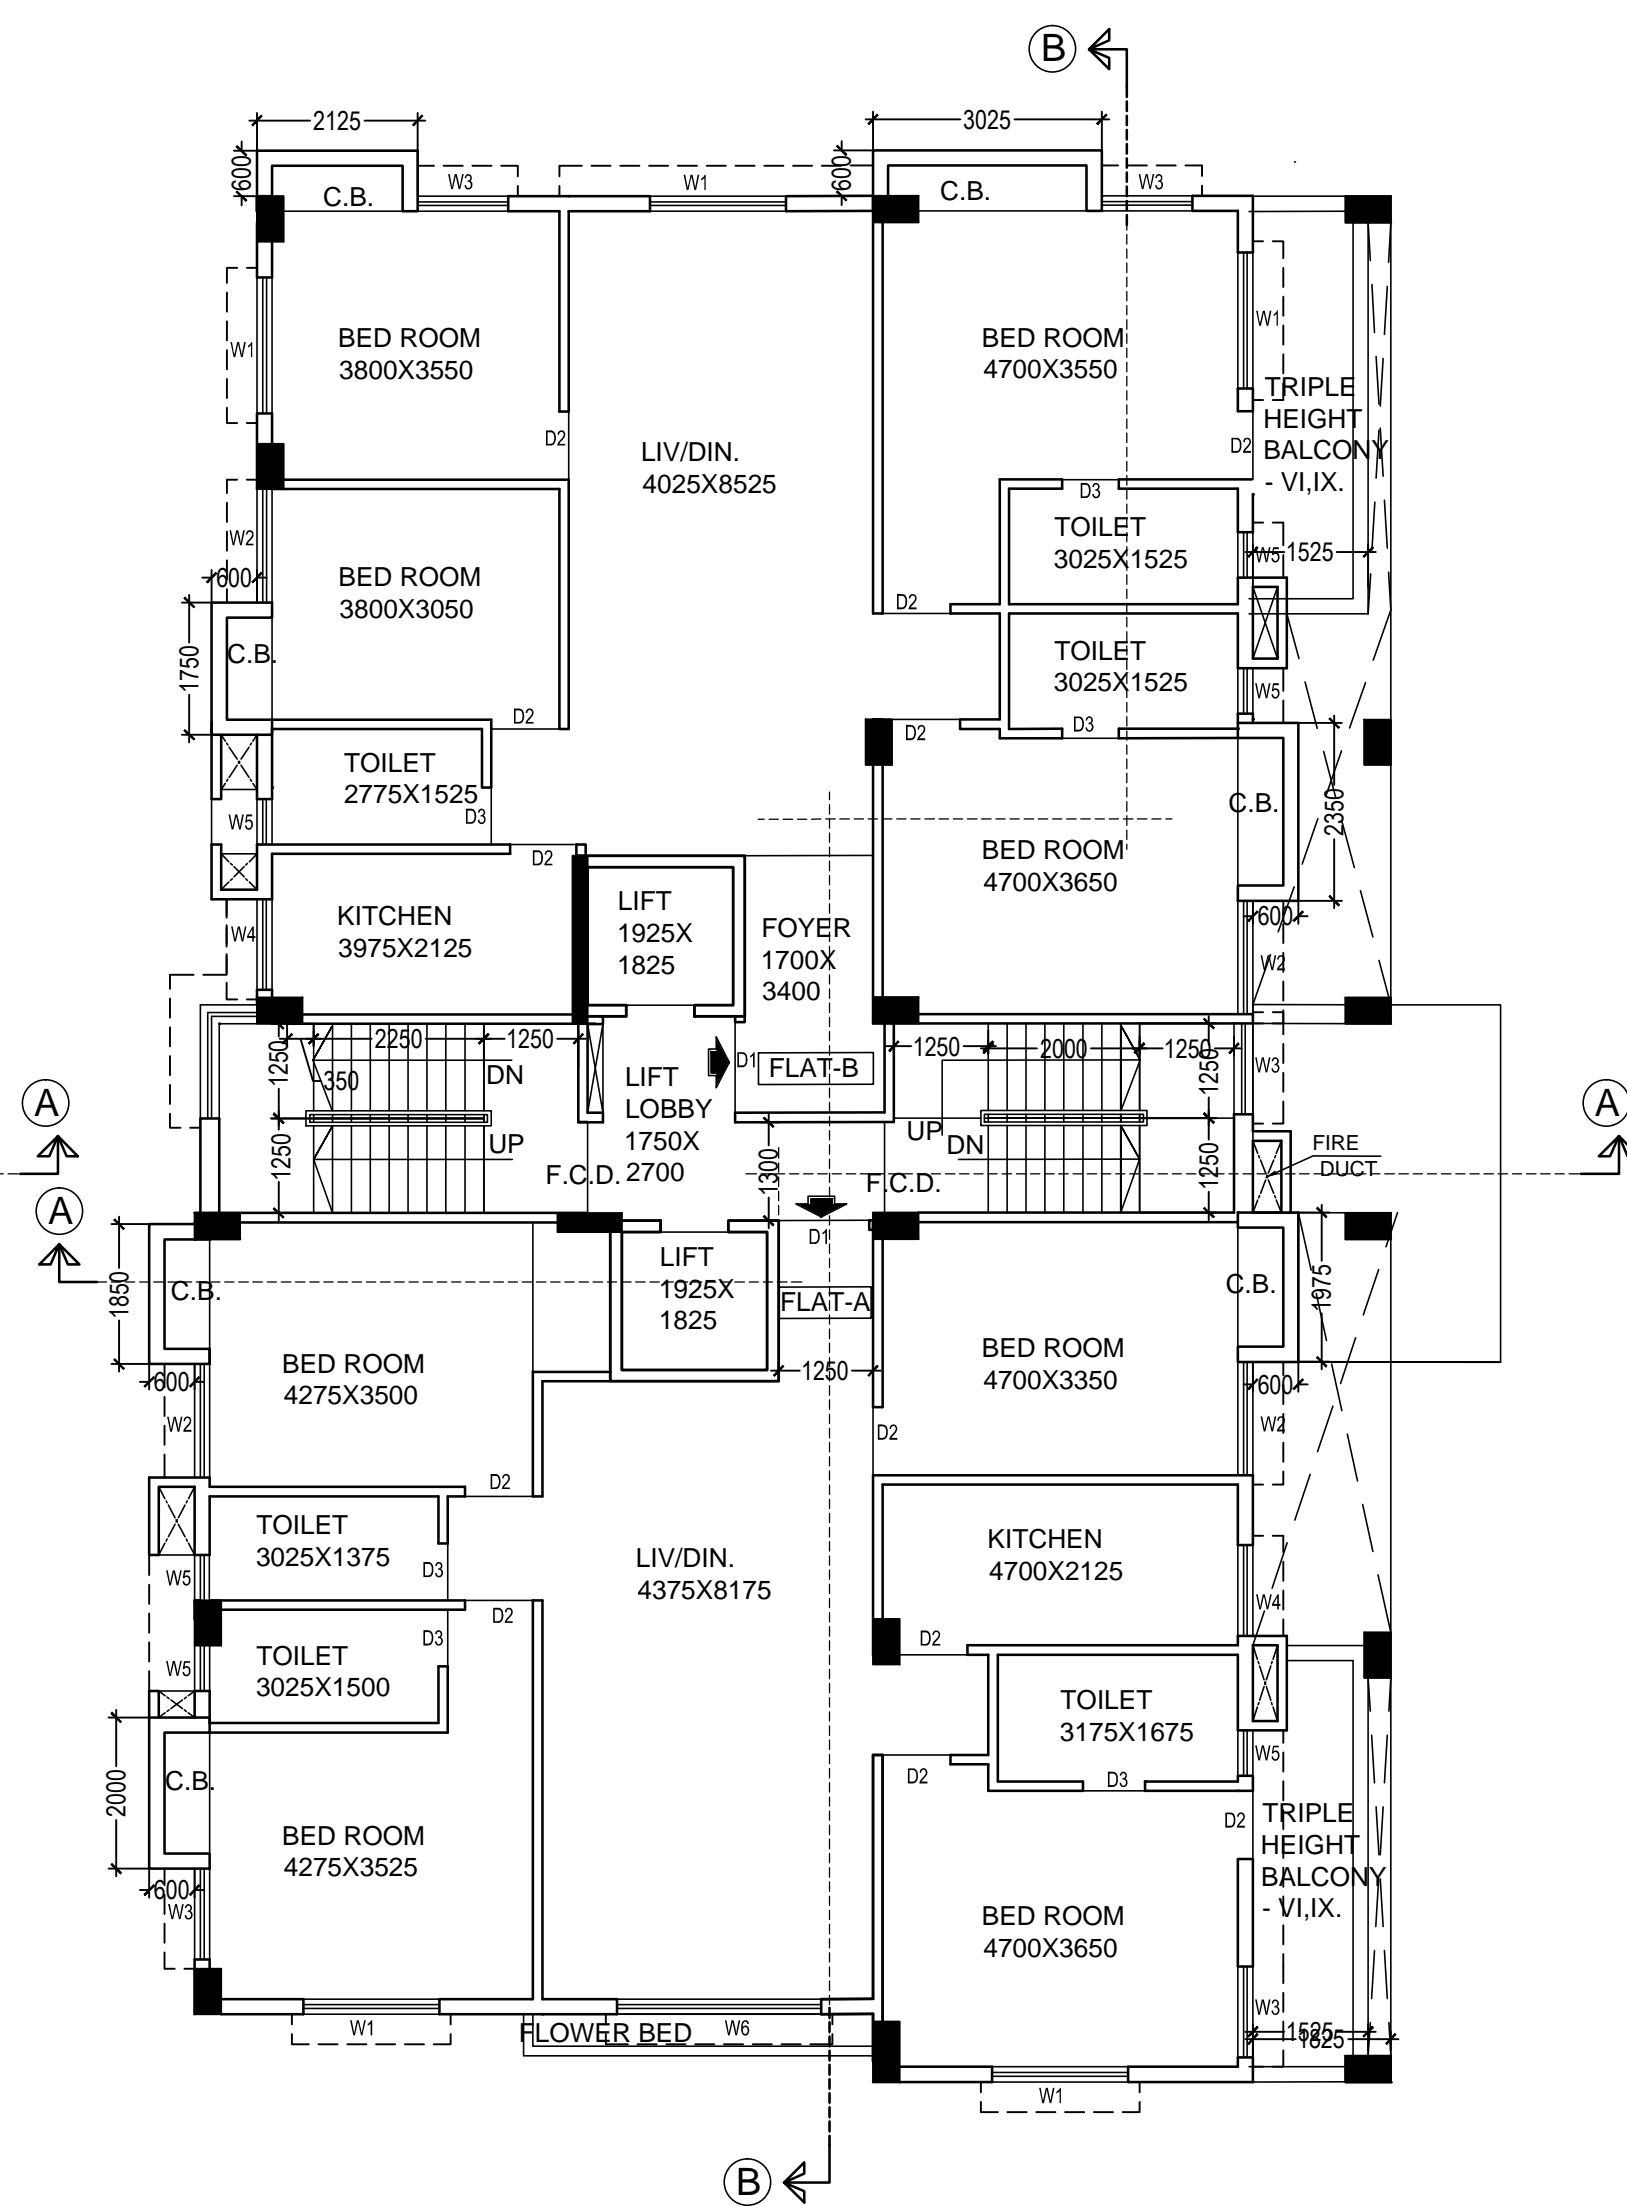 B
2125
3025
600
600
W3
W1
W3
C.B.
C.B.
BED ROOM
3800X3550
BED ROOM
4700X3550
W1
W1
TRIPLE
HEIGHT
BALCONY
- VI,IX.
D2
D2
LIV/DIN.
4025X8525
D3
TOILET
3025X1525
W2
W5
1525
600
BED ROOM
3800X3050
D2
1750
C.B.
TOILET
3025X1525
W5
D2
D2
D3
TOILET
2775X1525
D3
W5
C.B.
2350
D2
BED ROOM
4700X3650
LIFT
1925X
1825
KITCHEN
3975X2125
FOYER
1700X
3400
600
W4
W2
2250
1250
1250
2000
1250
1250
350
DN
1250
W3
D1
FLAT-B
LIFT
LOBBY
1750X
2700
A
A
UP
UP
DN
1250
1300
1250
FIRE
DUCT
F.C.D.
F.C.D.
A
D1
LIFT
1925X
1825
1850
C.B.
C.B.
1975
FLAT-A
BED ROOM
4275X3500
BED ROOM
4700X3350
1250
600
600
W2
W2
D2
D2
TOILET
3025X1375
KITCHEN
4700X2125
LIV/DIN.
4375X8175
D3
W5
W4
D2
D3
D2
TOILET
3025X1500
W5
TOILET
3175X1675
W5
D2
D3
2000
C.B.
D2
TRIPLE
HEIGHT
BALCONY
- VI,IX.
BED ROOM
4275X3525
600
W3
BED ROOM
4700X3650
W3
W1
FLOWER BED
W6
1525
1825
W1
B